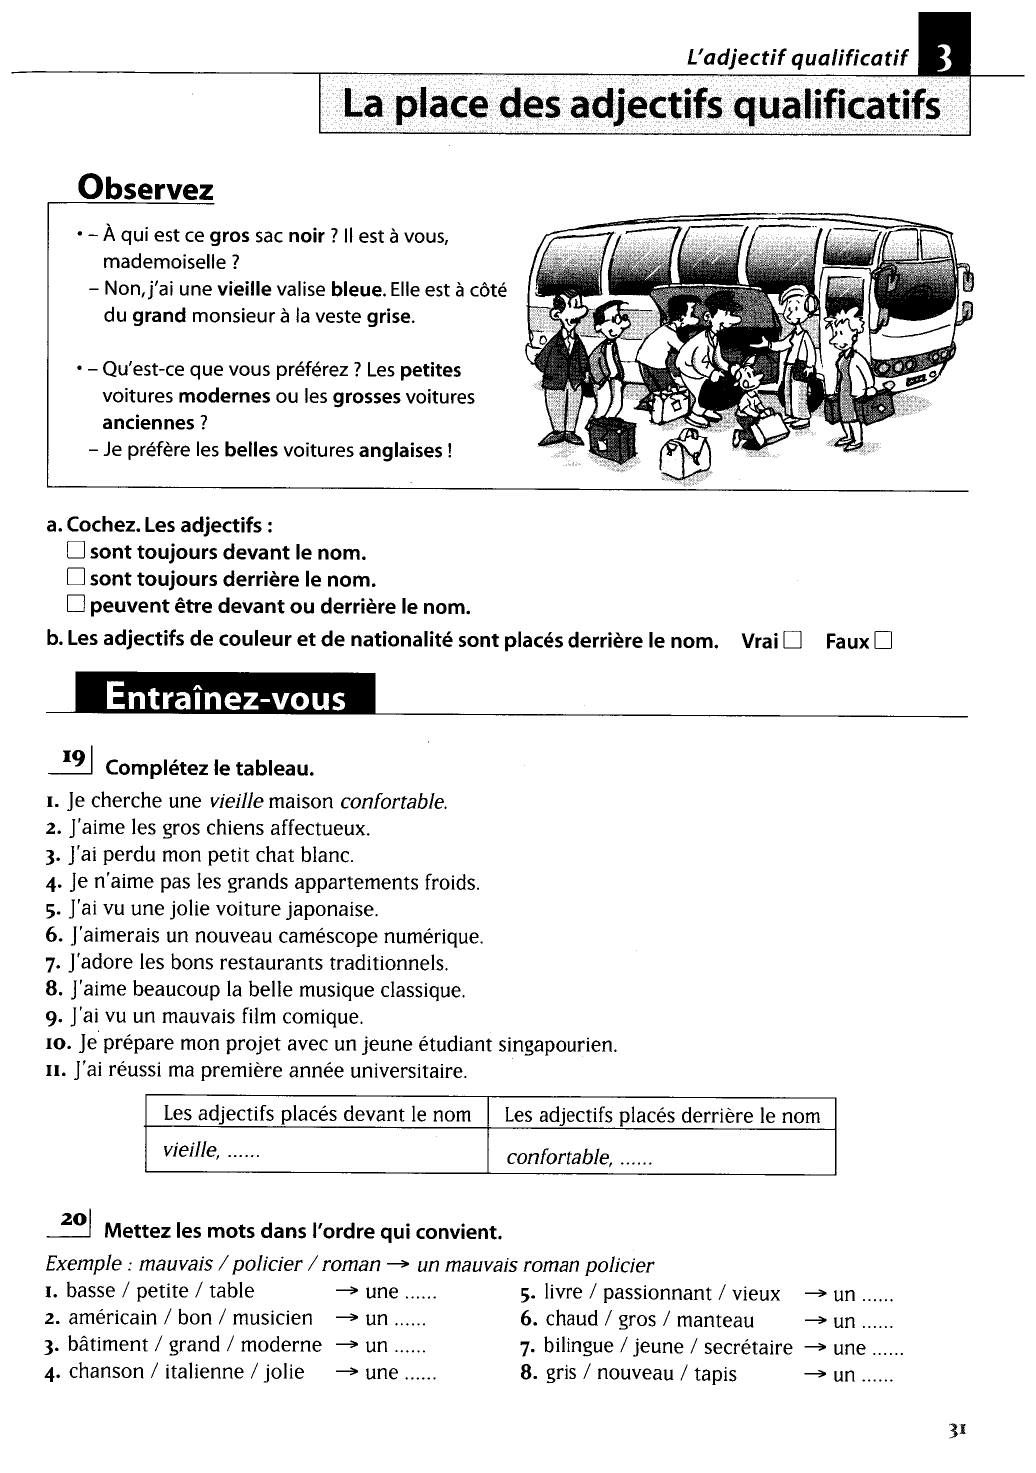 L'adjectif qualificatif 3
La place des adjectifs qualificatifs
Observez
• – À qui est ce gros sac noir ? Il est à vous,
mademoiselle ?
– Non, j'ai une vieille valise bleue. Elle est à côté
du grand monsieur à la veste grise.
• – Qu'est-ce que vous préférez ? Les petites
voitures modernes ou les grosses voitures
anciennes ?
– Je préfère les belles voitures anglaises !
a. Cochez. Les adjectifs :
☐ sont toujours devant le nom.
☐ sont toujours derrière le nom.
☐ peuvent être devant ou derrière le nom.
b. Les adjectifs de couleur et de nationalité sont placés derrière le nom. Vrai ☐ Faux ☐
Entraînez-vous
19 Complétez le tableau.
1. Je cherche une vieille maison confortable.
2. J'aime les gros chiens affectueux.
3. J'ai perdu mon petit chat blanc.
4. Je n'aime pas les grands appartements froids.
5. J'ai vu une jolie voiture japonaise.
6. J'aimerais un nouveau caméscope numérique.
7. J'adore les bons restaurants traditionnels.
8. J'aime beaucoup la belle musique classique.
9. J'ai vu un mauvais film comique.
10. Je prépare mon projet avec un jeune étudiant singapourien.
11. J'ai réussi ma première année universitaire.
Les adjectifs placés devant le nom Les adjectifs placés derrière le nom
vieille, ...... confortable, ......
20 Mettez les mots dans l'ordre qui convient.
Exemple : mauvais / policier / roman → un mauvais roman policier
1. basse / petite / table → une ......
2. américain / bon / musicien → un ......
3. bâtiment / grand / moderne → un ......
4. chanson / italienne / jolie → une ......
5. livre / passionnant / vieux → un ......
6. chaud / gros / manteau → un ......
7. bilingue / jeune / secrétaire → une ......
8. gris / nouveau / tapis → un ......
31